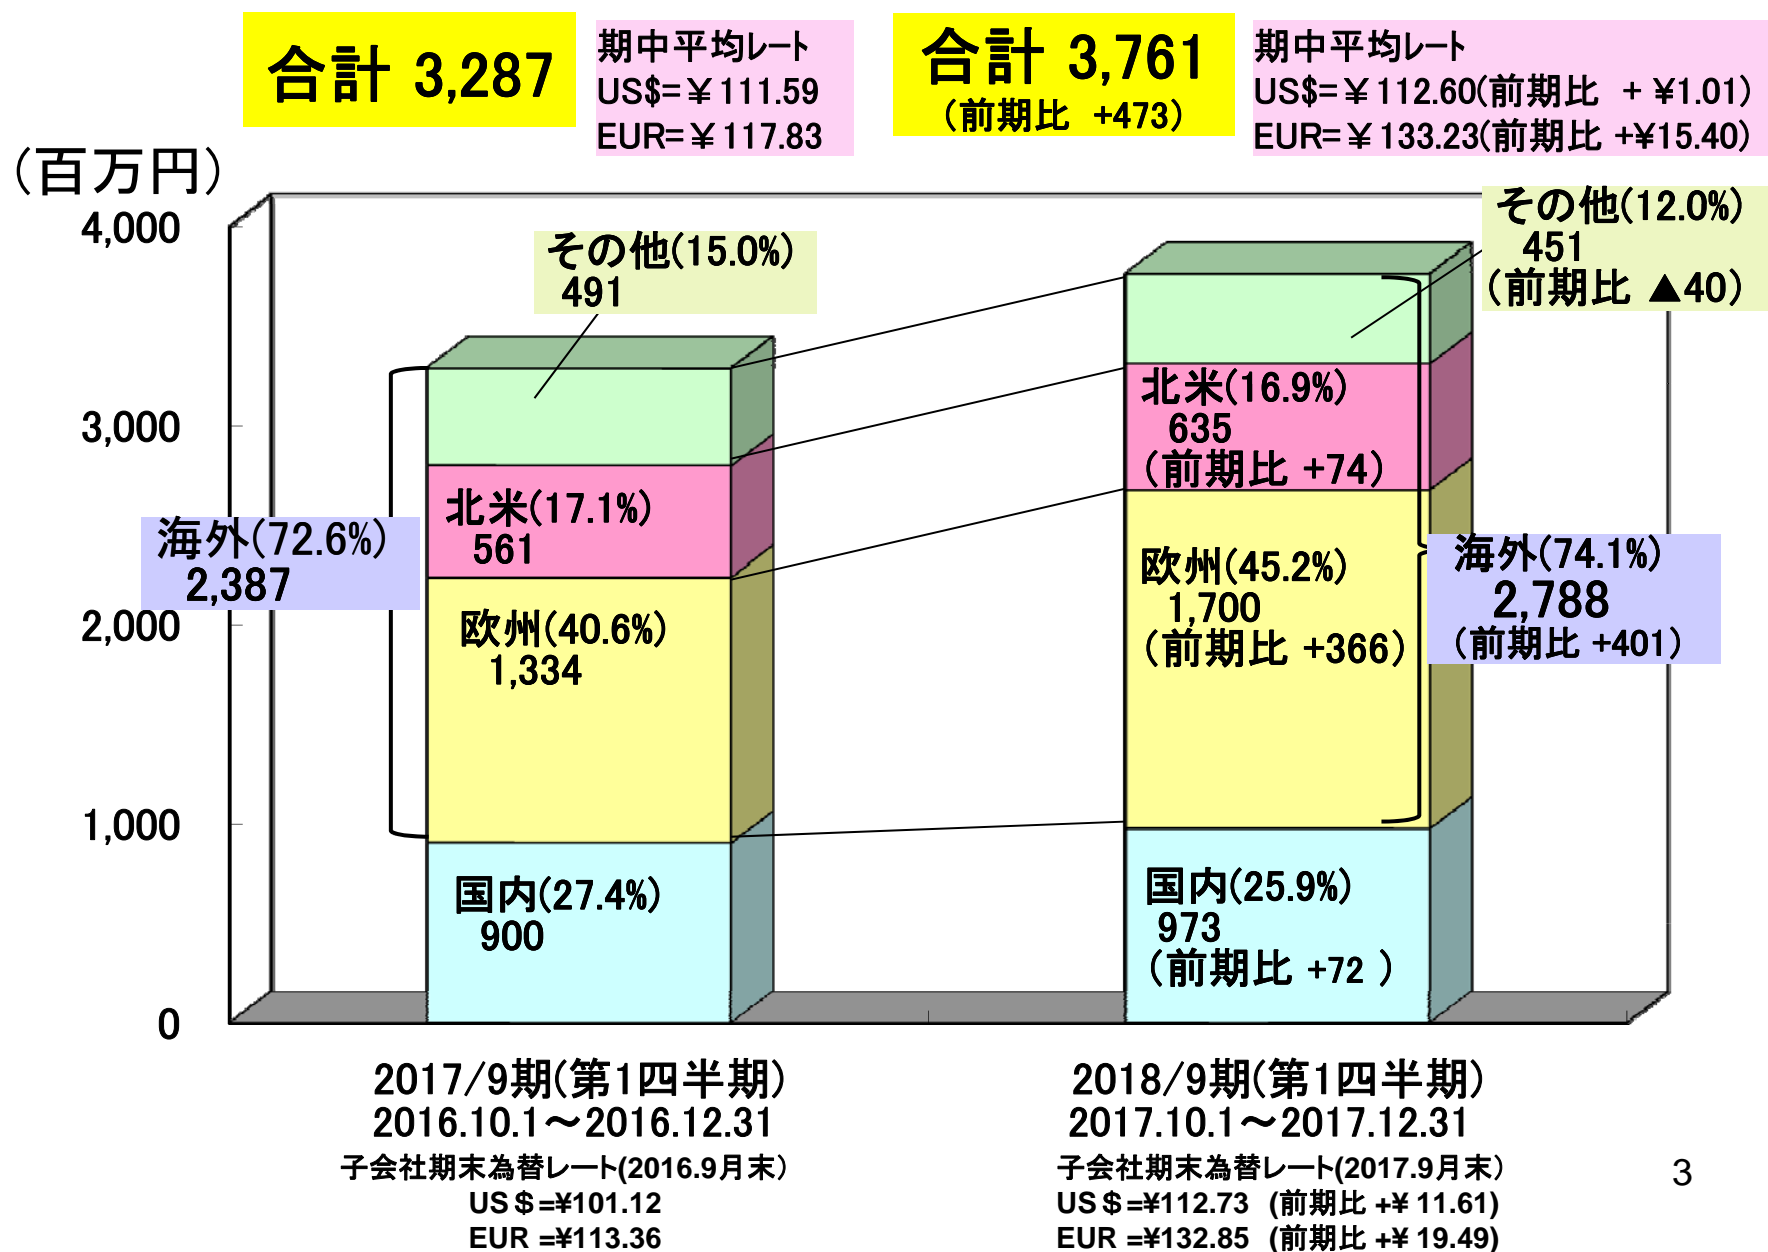 合計 3,287
期中平均レート
US$=￥111.59
EUR=￥117.83
合計 3,761
(前期比 +473)
期中平均レート
US$=￥112.60(前期比 + ¥1.01)
EUR=￥133.23(前期比 +¥15.40)
(百万円)
4,000
3,000
2,000
1,000
0
その他(15.0%)
491
北米(17.1%)
561
欧州(40.6%)
1,334
国内(27.4%)
900
海外(72.6%)
2,387
その他(12.0%)
451
(前期比 ▲40)
北米(16.9%)
635
(前期比 +74)
欧州(45.2%)
1,700
(前期比 +366)
国内(25.9%)
973
(前期比 +72 )
海外(74.1%)
2,788
(前期比 +401)
2017/9期(第1四半期)
2016.10.1～2016.12.31
子会社期末為替レート(2016.9月末)
US＄=¥101.12
EUR =¥113.36
2018/9期(第1四半期)
2017.10.1～2017.12.31
子会社期末為替レート(2017.9月末)
US＄=¥112.73 (前期比 +¥ 11.61)
EUR =¥132.85 (前期比 +¥ 19.49)
3